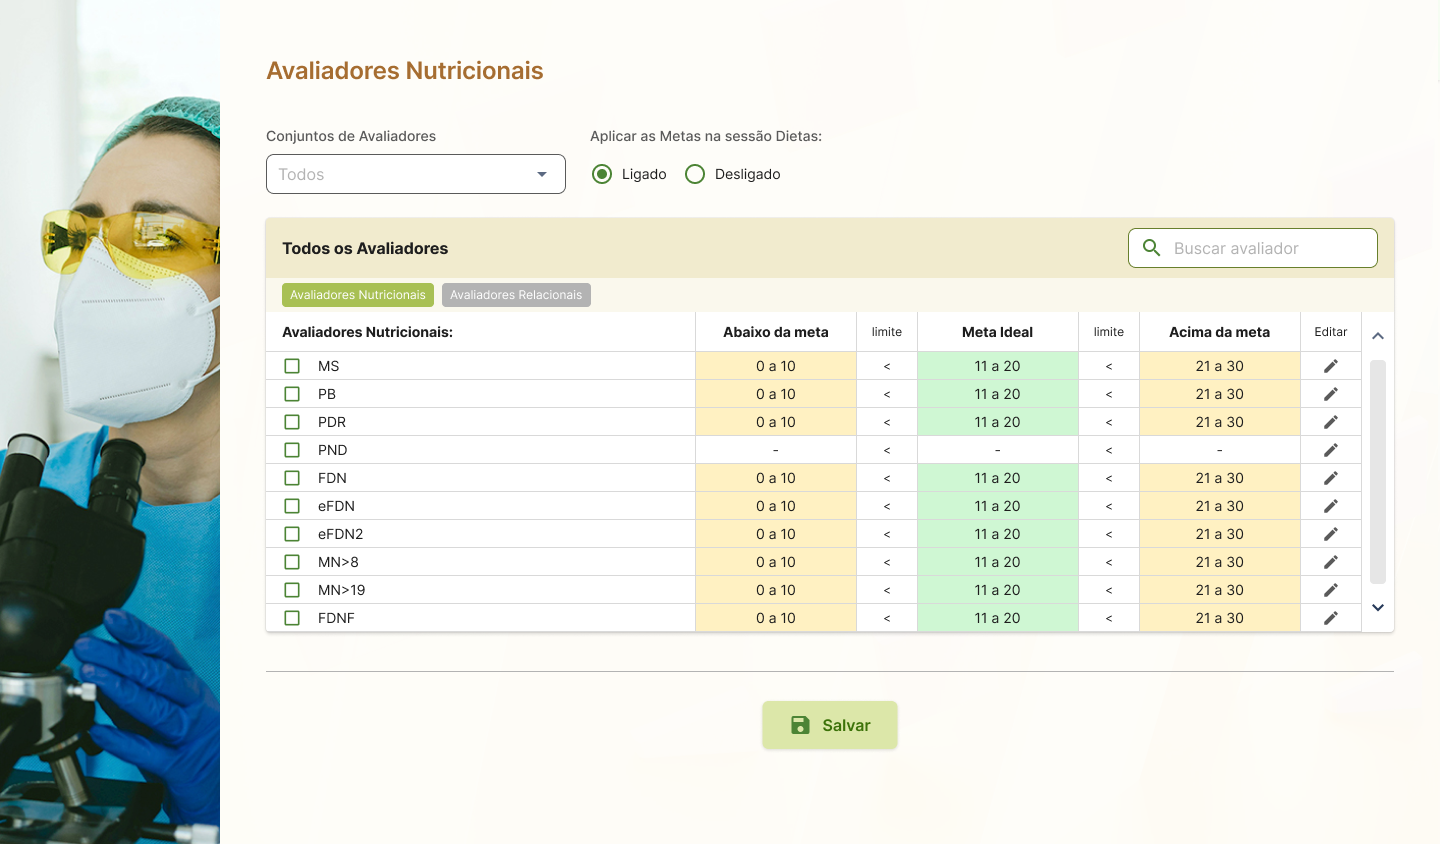 Avaliadores Nutricionais
Conjuntos de Avaliadores
Aplicar as Metas na sessão Dietas:
Todos
Ligado
Desligado
Todos os Avaliadores
Buscar avaliador
Avaliadores Nutricionais
Avaliadores Relacionais
Avaliadores Nutricionais: Abaixo da meta limite Meta Ideal limite Acima da meta Editar
MS 0 a 10 < 11 a 20 < 21 a 30
PB 0 a 10 < 11 a 20 < 21 a 30
PDR 0 a 10 < 11 a 20 < 21 a 30
PND - < - < -
FDN 0 a 10 < 11 a 20 < 21 a 30
eFDN 0 a 10 < 11 a 20 < 21 a 30
eFDN2 0 a 10 < 11 a 20 < 21 a 30
MN>8 0 a 10 < 11 a 20 < 21 a 30
MN>19 0 a 10 < 11 a 20 < 21 a 30
FDNF 0 a 10 < 11 a 20 < 21 a 30
Salvar